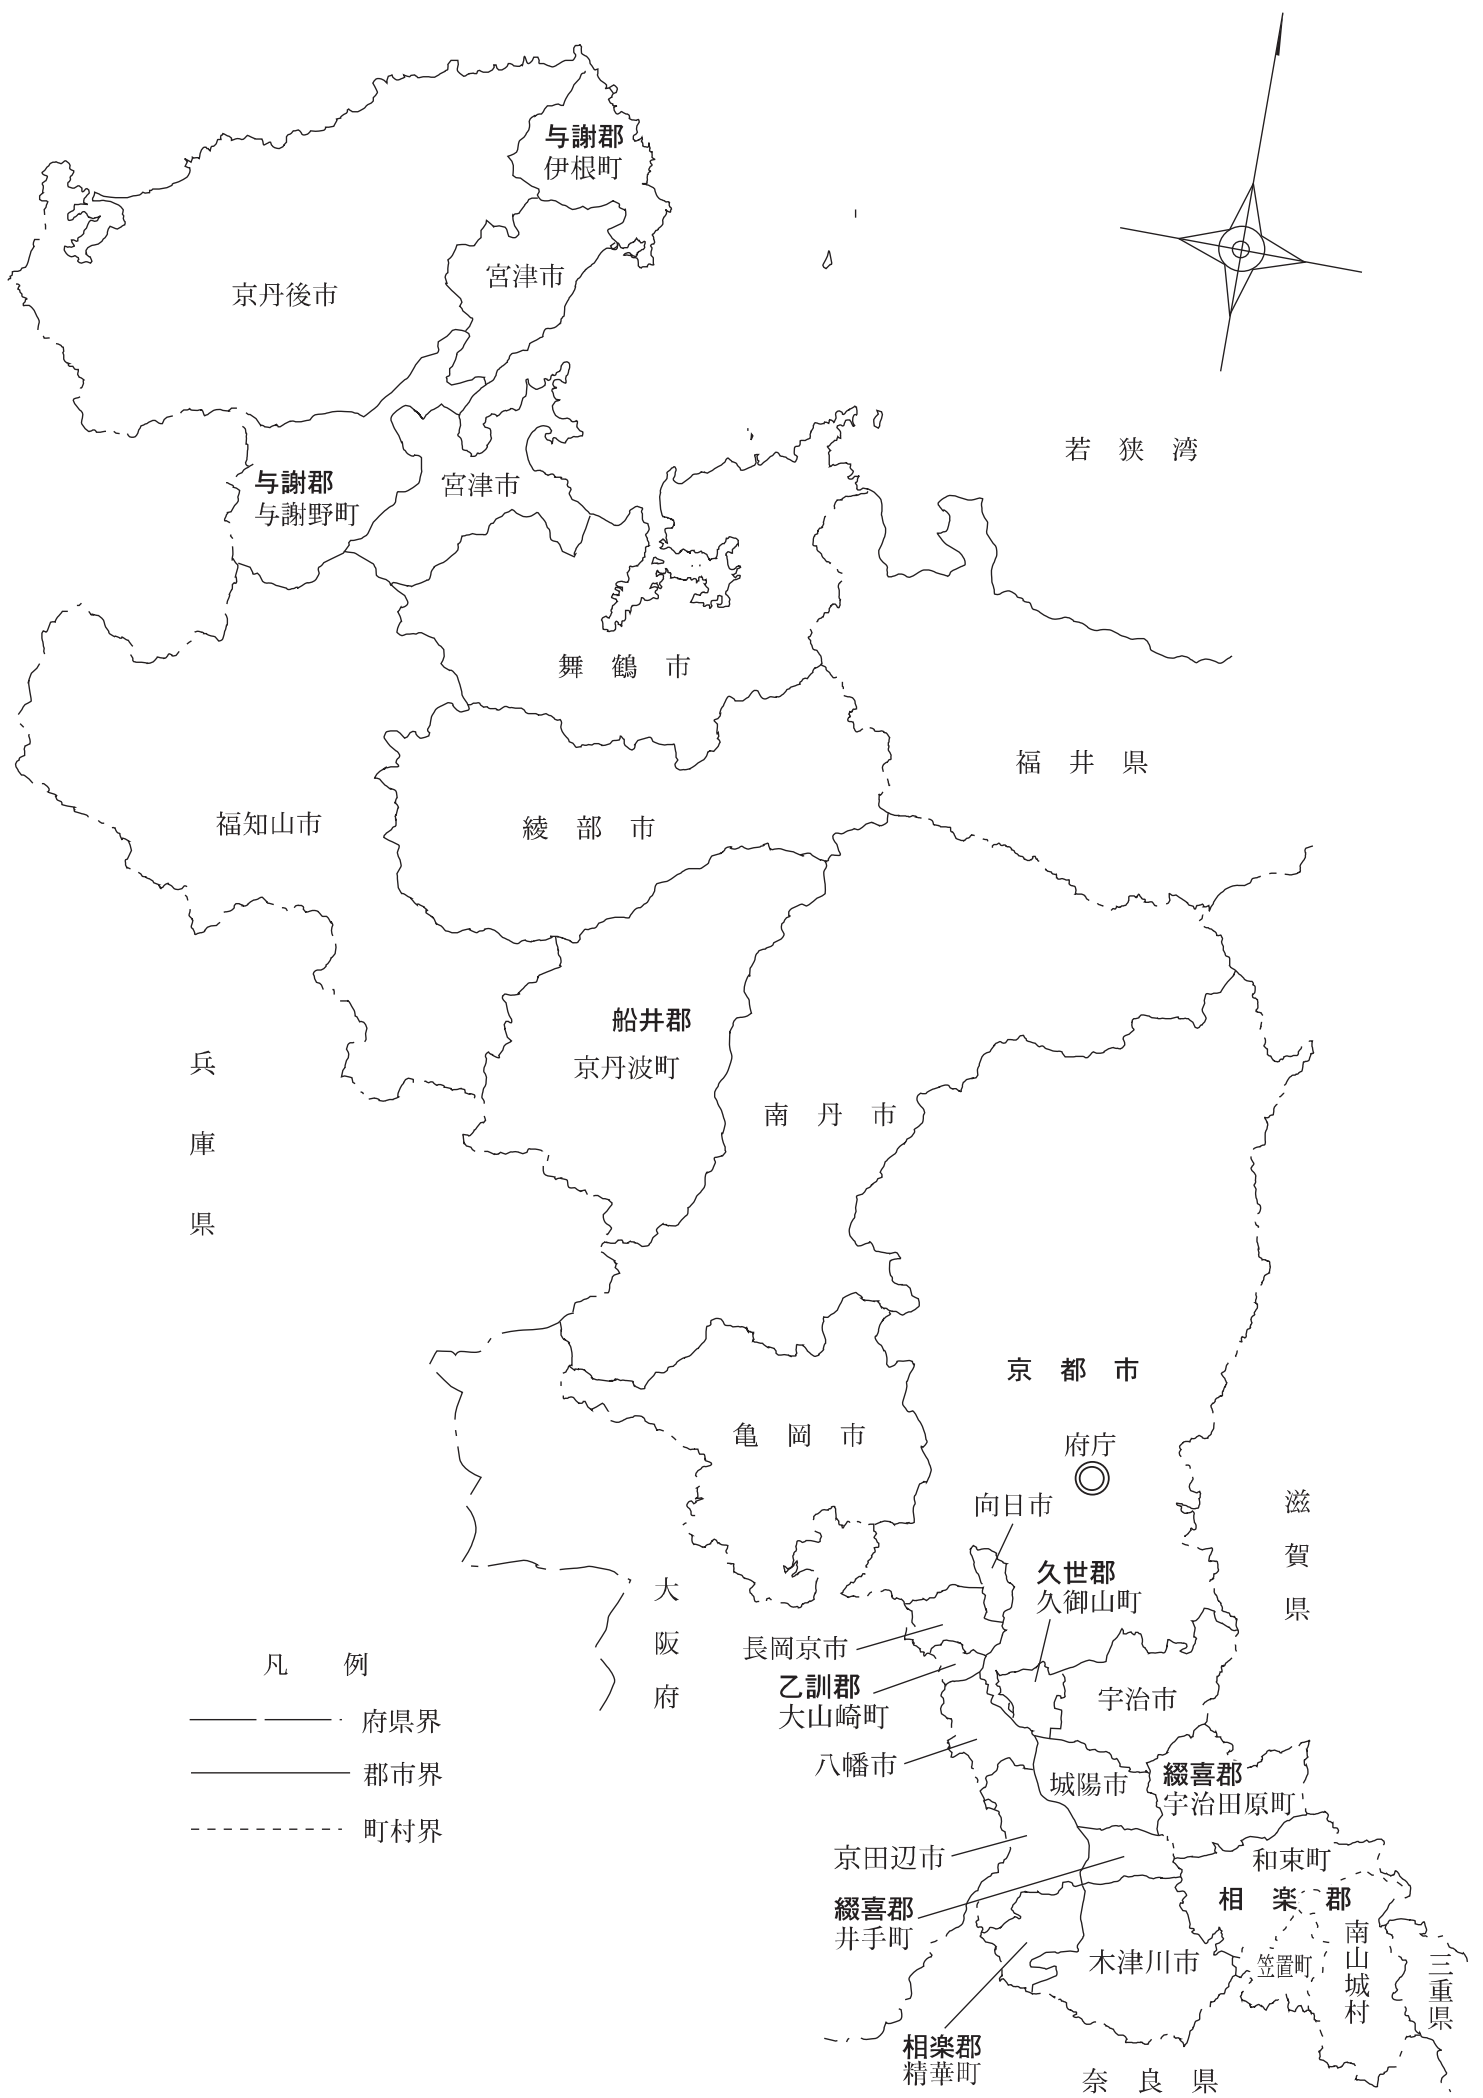 与謝郡
伊根町
宮津市
京丹後市
若狭湾
与謝郡
与謝野町
宮津市
舞鶴市
福井県
福知山市
綾部市
船井郡
京丹波町
兵庫県
南丹市
京都市
府庁
亀岡市
向日市
滋賀県
久世郡
久御山町
大阪府
長岡京市
乙訓郡
大山崎町
宇治市
八幡市
城陽市
綴喜郡
宇治田原町
京田辺市
和束町
綴喜郡
井手町
相楽郡
南山城村
笠置町
木津川市
三重県
相楽郡
精華町
奈良県
凡例
府県界
郡市界
町村界